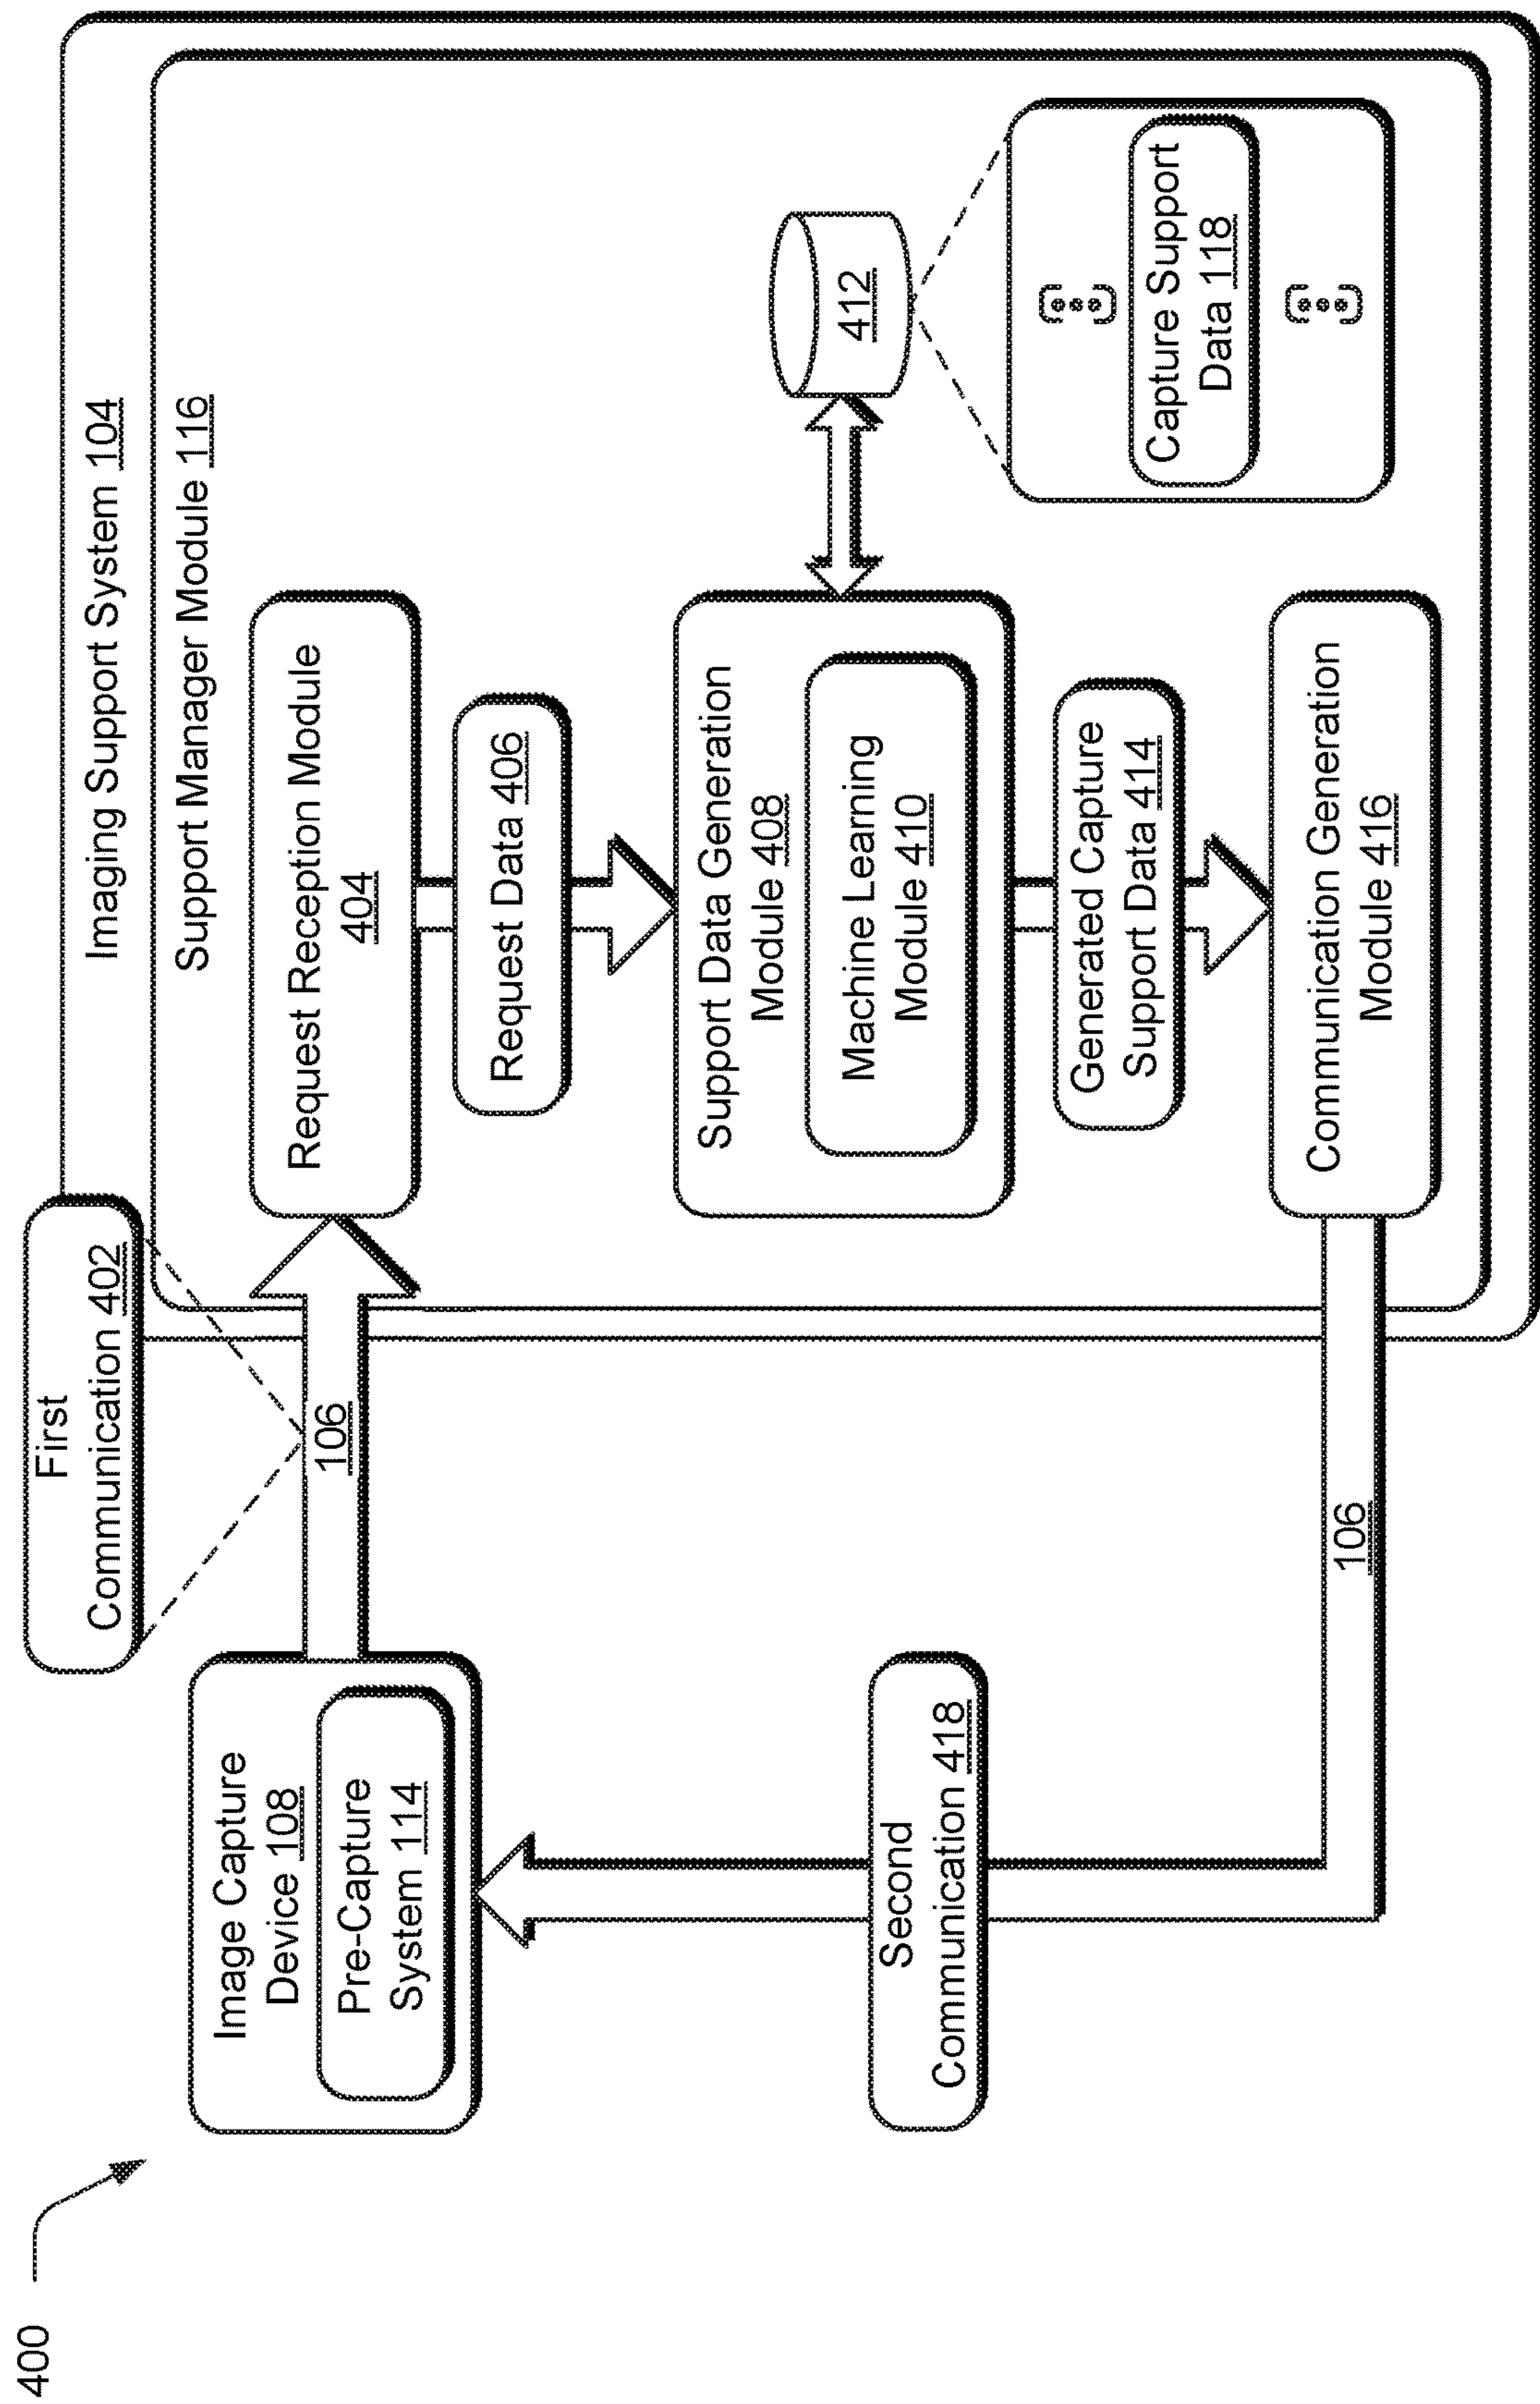 400
Imaging Support System 104
Support Manager Module 116
First
Communication 402
Image Capture
Device 108
Pre-Capture
System 114
106
Request Reception Module
404
Request Data 406
Support Data Generation
Module 408
Machine Learning
Module 410
412
Capture Support
Data 118
Generated Capture
Support Data 414
Communication Generation
Module 416
106
Second
Communication 418